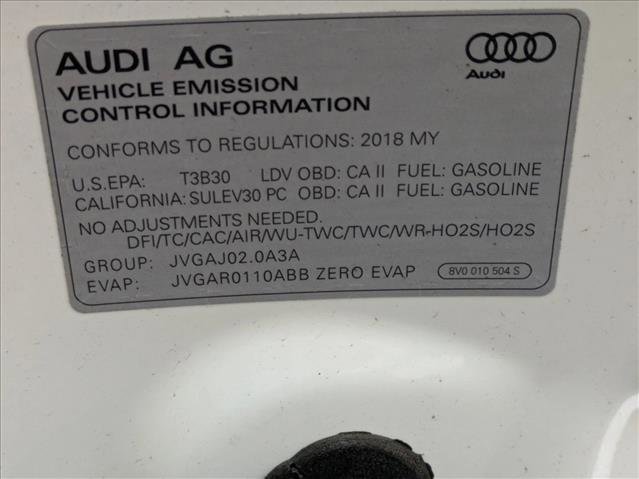 AUDI AG
Audi
VEHICLE EMISSION
CONTROL INFORMATION
CONFORMS TO REGULATIONS: 2018 MY
U.S.EPA: T3B30 LDV OBD: CA II FUEL: GASOLINE
CALIFORNIA: SULEV30 PC OBD: CA II FUEL: GASOLINE
NO ADJUSTMENTS NEEDED.
DFI/TC/CAC/AIR/WU-TWC/TWC/WR-HO2S/HO2S
GROUP: JVGAJ02.0A3A
EVAP: JVGAR0110ABB ZERO EVAP
8V0 010 504 S